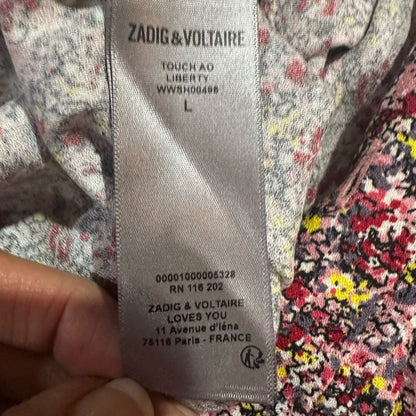 ZADIG & VOLTAIRE
TOUCH AO
LIBERTY
WWSH00496
L
00001000005328
RN 116 202
ZADIG & VOLTAIRE
LOVES YOU
11 Avenue d'Iéna
75116 Paris - FRANCE